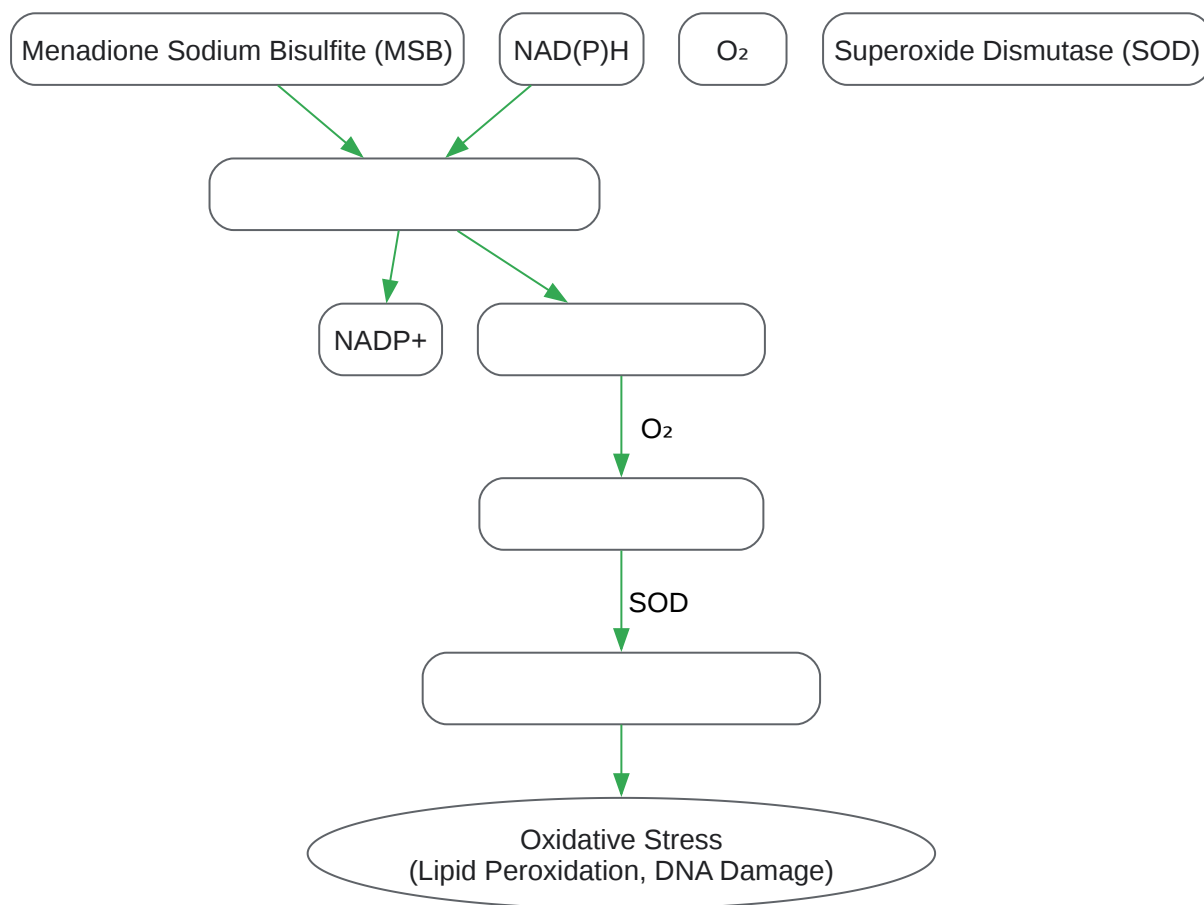 Menadione Sodium Bisulfite (MSB)
NAD(P)H
O₂
Superoxide Dismutase (SOD)
NADP+
O₂
SOD
Oxidative Stress
(Lipid Peroxidation, DNA Damage)